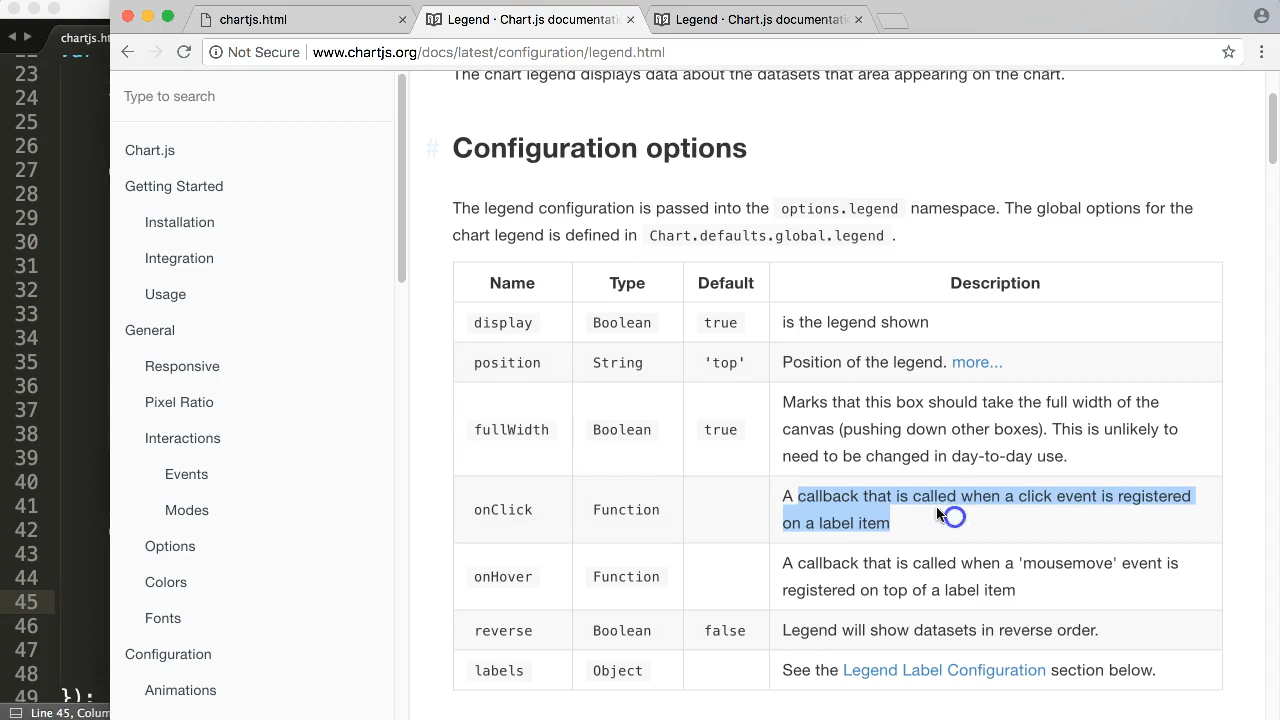 chartjs.html
Legend · Chart.js documentati
Legend · Chart.js documentati
Not Secure
www.chartjs.org/docs/latest/configuration/legend.html
chartjs.h
23
24
25
26
27
28
29
30
31
32
33
34
35
36
37
38
39
40
41
42
43
44
45
46
47
48
49
});
Line 45, Colum
Type to search
Chart.js
Getting Started
Installation
Integration
Usage
General
Responsive
Pixel Ratio
Interactions
Events
Modes
Options
Colors
Fonts
Configuration
Animations
The chart legend displays data about the datasets that area appearing on the chart.
# Configuration options
The legend configuration is passed into the options.legend namespace. The global options for the
chart legend is defined in Chart.defaults.global.legend .
Name Type Default Description
display Boolean true is the legend shown
position String 'top' Position of the legend. more...
fullWidth Boolean true Marks that this box should take the full width of the
canvas (pushing down other boxes). This is unlikely to
need to be changed in day-to-day use.
onClick Function A callback that is called when a click event is registered
on a label item
onHover Function A callback that is called when a 'mousemove' event is
registered on top of a label item
reverse Boolean false Legend will show datasets in reverse order.
labels Object See the Legend Label Configuration section below.